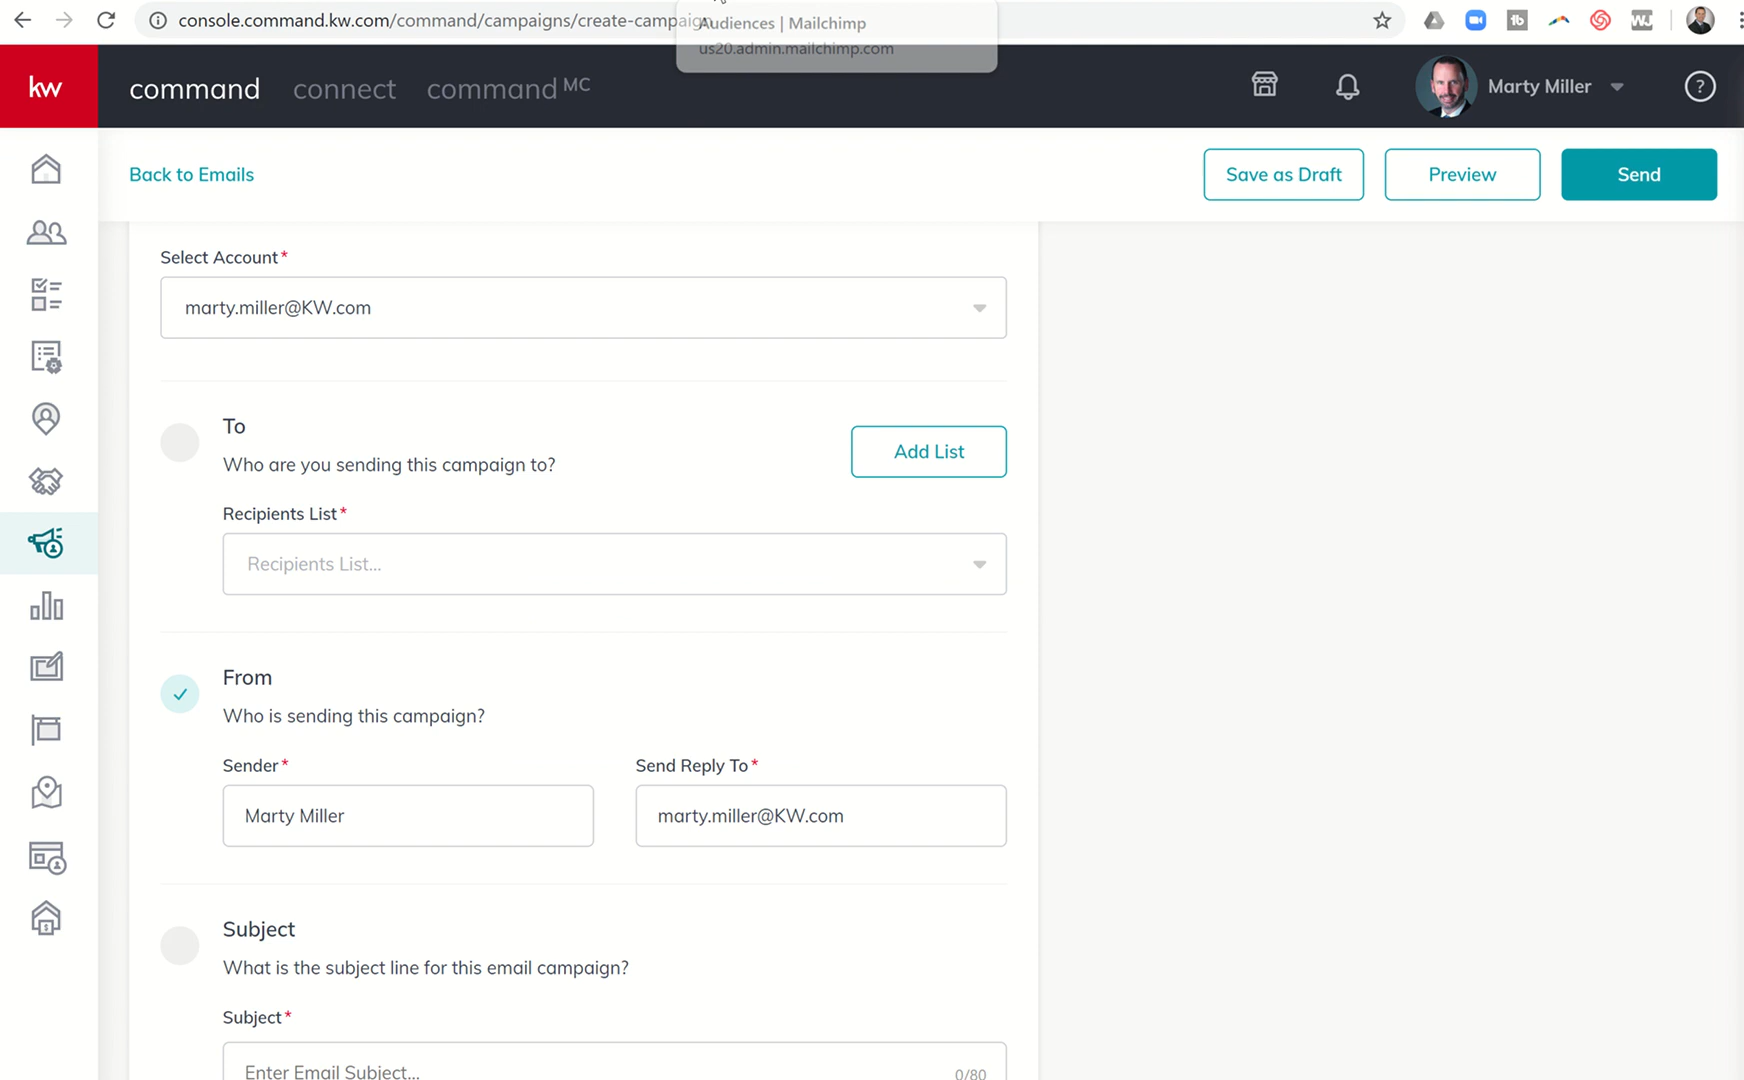 console.command.kw.com/command/campaigns/create-campaign
Audiences | Mailchimp
us20.admin.mailchimp.com
kw
command
connect
command MC
Marty Miller
?
Back to Emails
Save as Draft
Preview
Send
Select Account*
marty.miller@KW.com
To
Who are you sending this campaign to?
Add List
Recipients List*
Recipients List...
From
Who is sending this campaign?
Sender*
Send Reply To*
Marty Miller
marty.miller@KW.com
Subject
What is the subject line for this email campaign?
Subject*
Enter Email Subject...
0/80